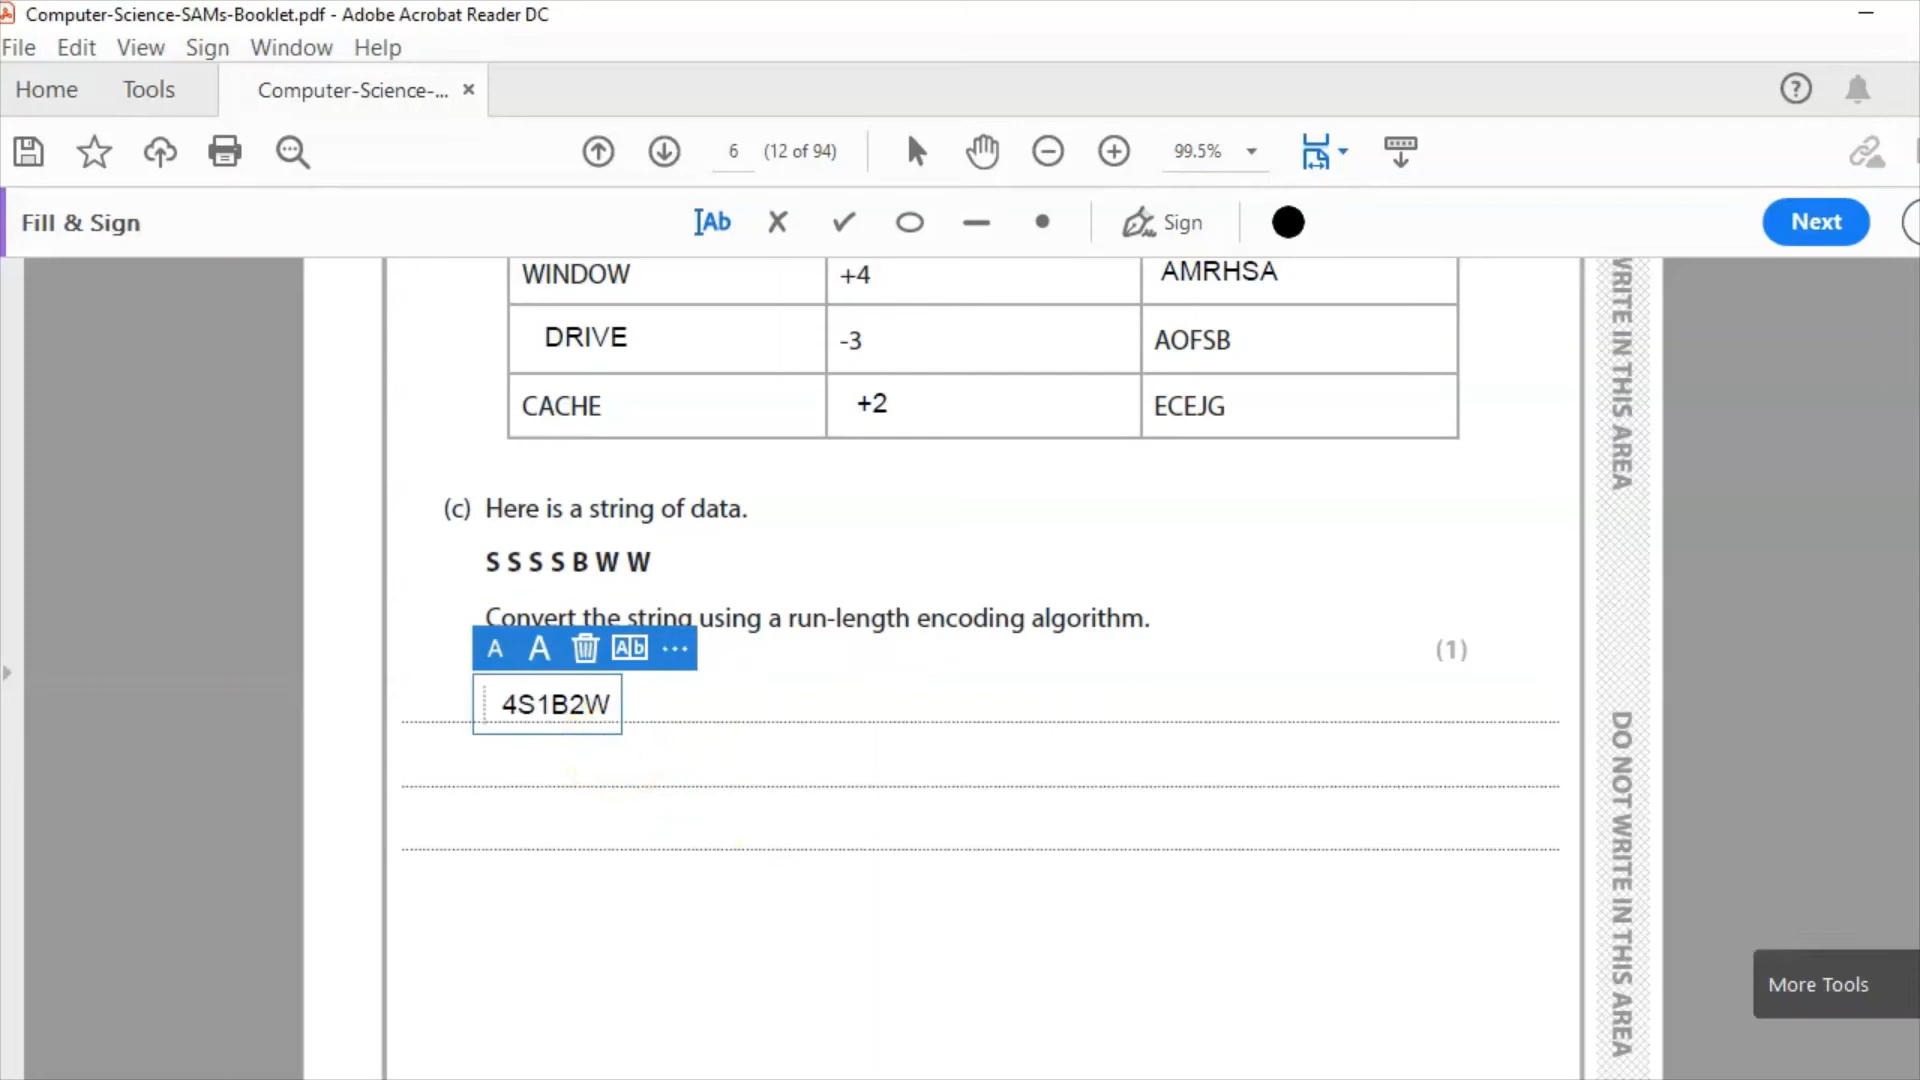 Computer-Science-SAMs-Booklet.pdf - Adobe Acrobat Reader DC
File Edit View Sign Window Help
Home Tools Computer-Science-... ×
6 (12 of 94) 99.5%
Fill & Sign Ab Sign Next
WINDOW +4 AMRHSA
DRIVE -3 AOFSB
CACHE +2 ECEJG
(c) Here is a string of data.
S S S S B W W
Convert the string using a run-length encoding algorithm.
A A Ab ...
(1)
4S1B2W
WRITE IN THIS AREA
DO NOT WRITE IN THIS AREA
More Tools